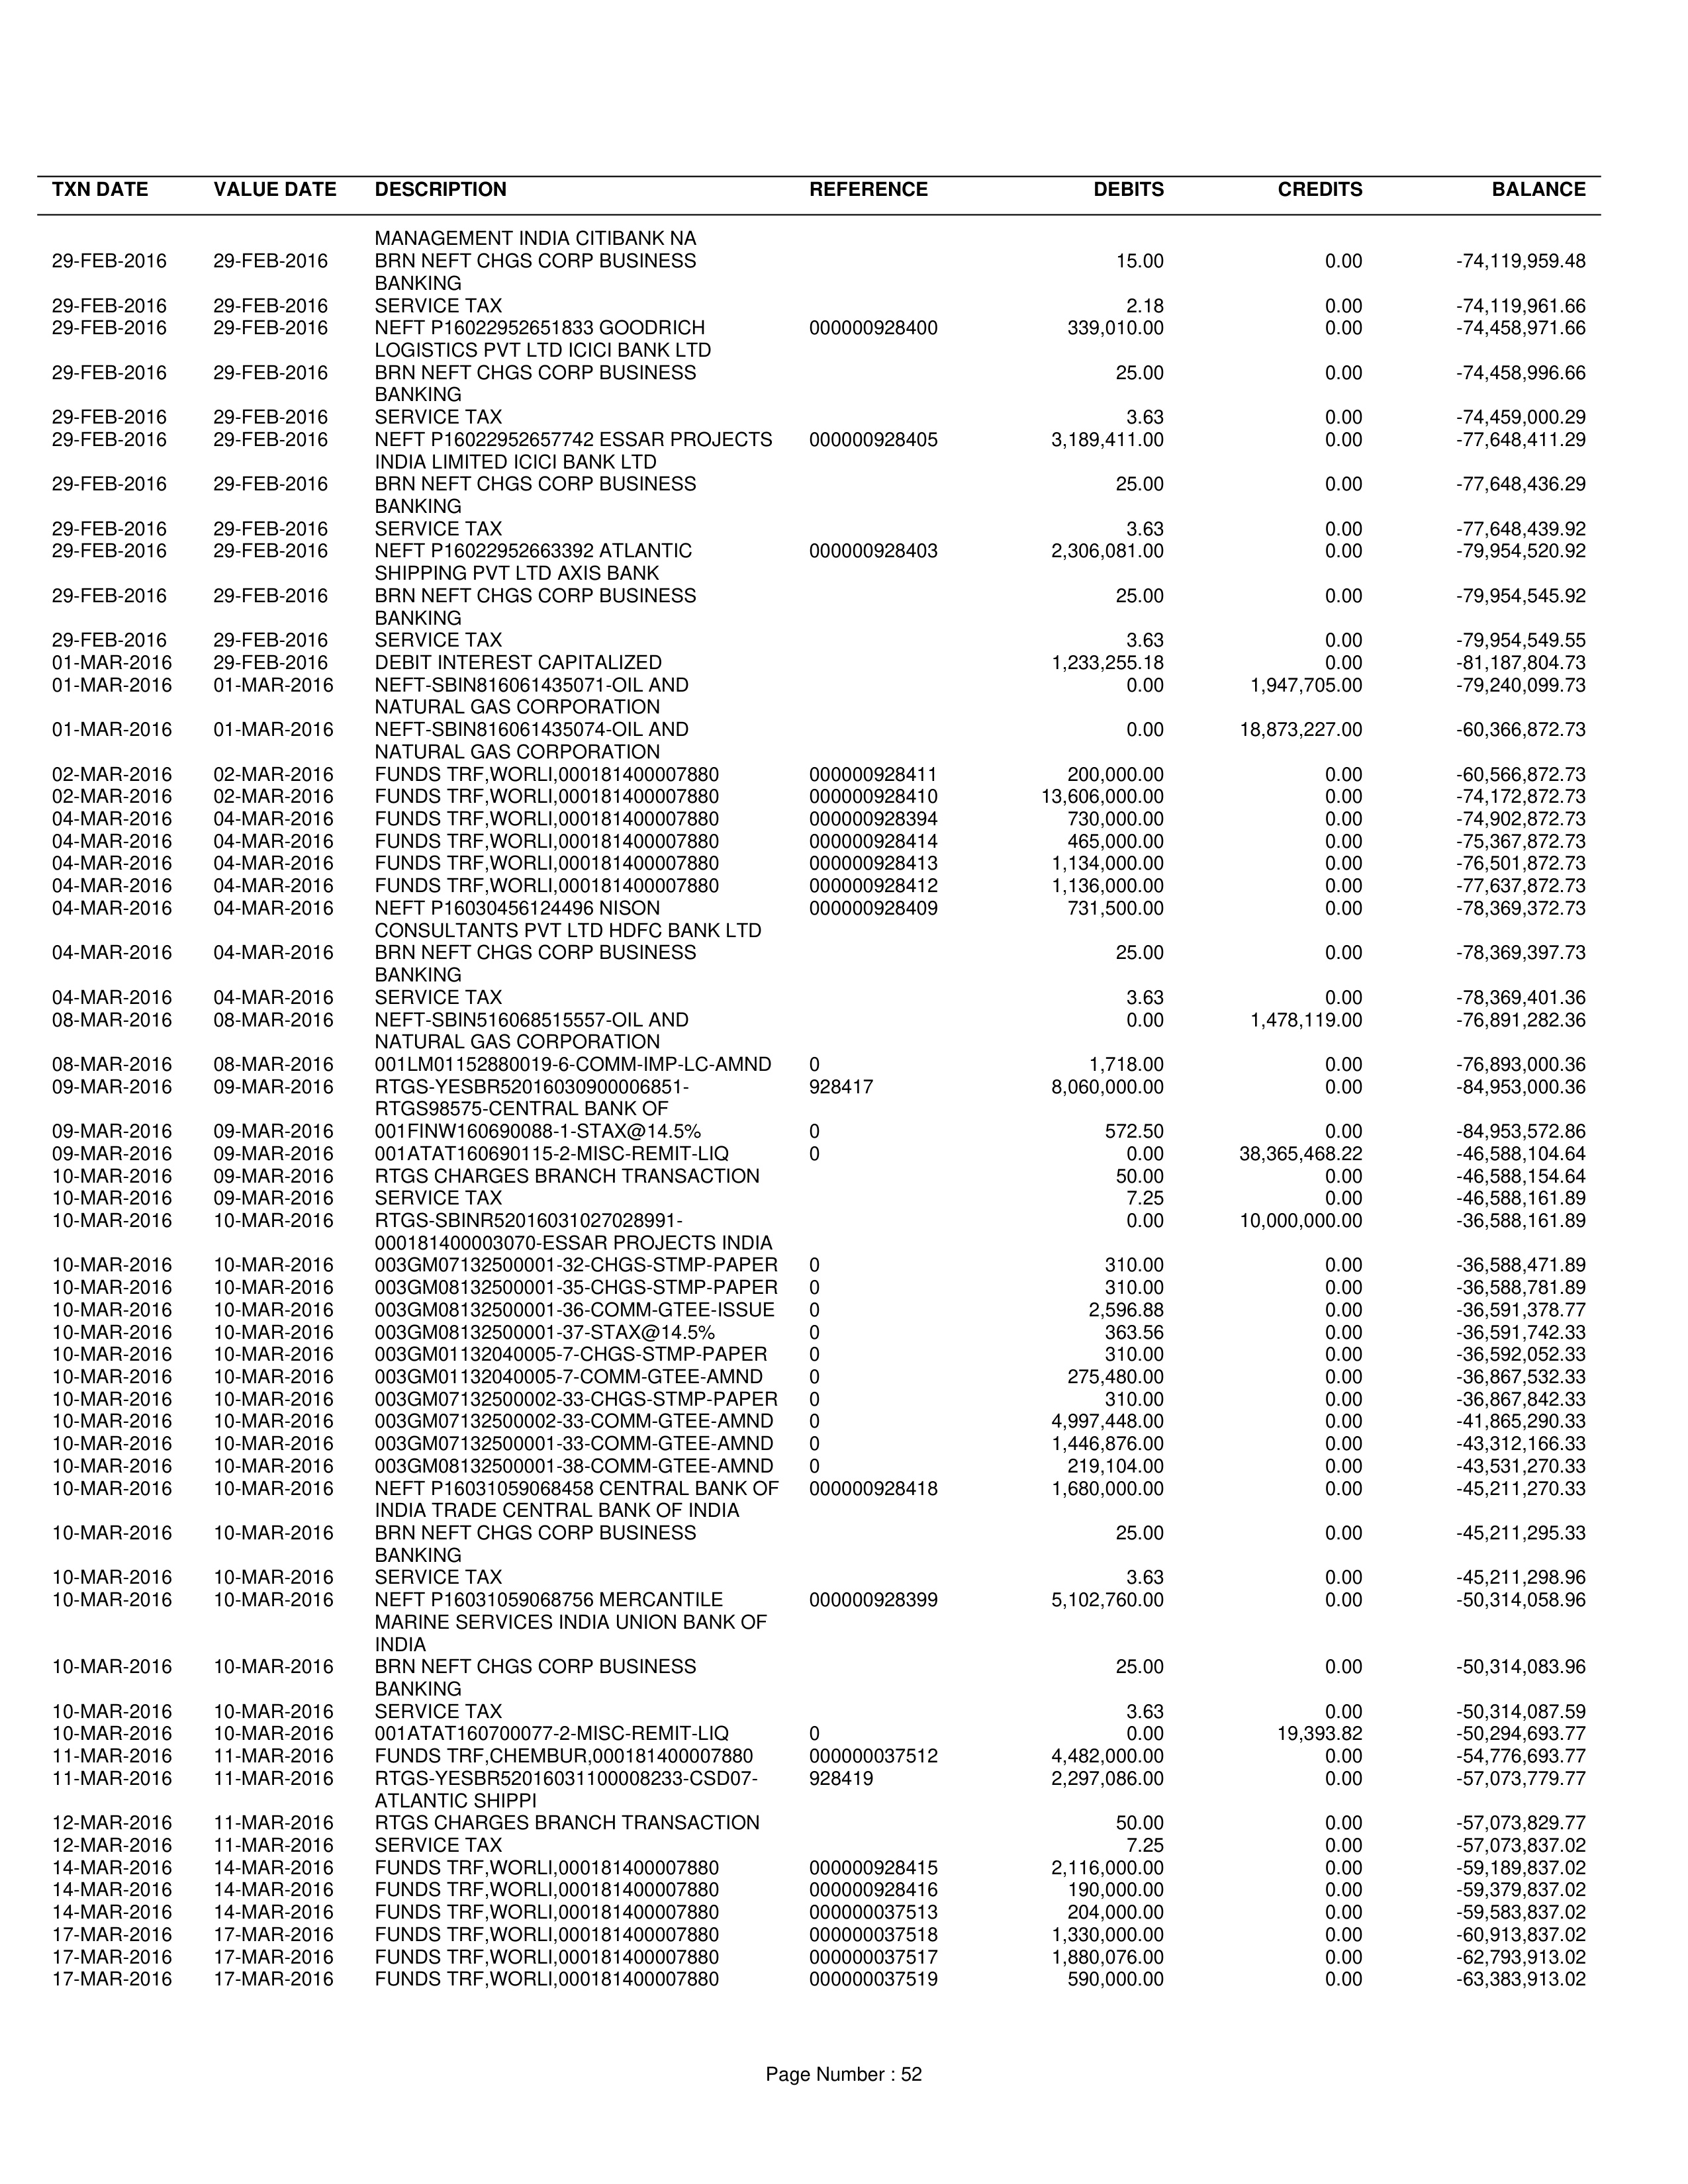 TXN DATE VALUE DATE DESCRIPTION REFERENCE DEBITS CREDITS BALANCE
MANAGEMENT INDIA CITIBANK NA
29-FEB-2016 29-FEB-2016 BRN NEFT CHGS CORP BUSINESS 15.00 0.00 -74,119,959.48
BANKING
29-FEB-2016 29-FEB-2016 SERVICE TAX 2.18 0.00 -74,119,961.66
29-FEB-2016 29-FEB-2016 NEFT P16022952651833 GOODRICH 000000928400 339,010.00 0.00 -74,458,971.66
LOGISTICS PVT LTD ICICI BANK LTD
29-FEB-2016 29-FEB-2016 BRN NEFT CHGS CORP BUSINESS 25.00 0.00 -74,458,996.66
BANKING
29-FEB-2016 29-FEB-2016 SERVICE TAX 3.63 0.00 -74,459,000.29
29-FEB-2016 29-FEB-2016 NEFT P16022952657742 ESSAR PROJECTS 000000928405 3,189,411.00 0.00 -77,648,411.29
INDIA LIMITED ICICI BANK LTD
29-FEB-2016 29-FEB-2016 BRN NEFT CHGS CORP BUSINESS 25.00 0.00 -77,648,436.29
BANKING
29-FEB-2016 29-FEB-2016 SERVICE TAX 3.63 0.00 -77,648,439.92
29-FEB-2016 29-FEB-2016 NEFT P16022952663392 ATLANTIC 000000928403 2,306,081.00 0.00 -79,954,520.92
SHIPPING PVT LTD AXIS BANK
29-FEB-2016 29-FEB-2016 BRN NEFT CHGS CORP BUSINESS 25.00 0.00 -79,954,545.92
BANKING
29-FEB-2016 29-FEB-2016 SERVICE TAX 3.63 0.00 -79,954,549.55
01-MAR-2016 29-FEB-2016 DEBIT INTEREST CAPITALIZED 1,233,255.18 0.00 -81,187,804.73
01-MAR-2016 01-MAR-2016 NEFT-SBIN816061435071-OIL AND 0.00 1,947,705.00 -79,240,099.73
NATURAL GAS CORPORATION
01-MAR-2016 01-MAR-2016 NEFT-SBIN816061435074-OIL AND 0.00 18,873,227.00 -60,366,872.73
NATURAL GAS CORPORATION
02-MAR-2016 02-MAR-2016 FUNDS TRF,WORLI,000181400007880 000000928411 200,000.00 0.00 -60,566,872.73
02-MAR-2016 02-MAR-2016 FUNDS TRF,WORLI,000181400007880 000000928410 13,606,000.00 0.00 -74,172,872.73
04-MAR-2016 04-MAR-2016 FUNDS TRF,WORLI,000181400007880 000000928394 730,000.00 0.00 -74,902,872.73
04-MAR-2016 04-MAR-2016 FUNDS TRF,WORLI,000181400007880 000000928414 465,000.00 0.00 -75,367,872.73
04-MAR-2016 04-MAR-2016 FUNDS TRF,WORLI,000181400007880 000000928413 1,134,000.00 0.00 -76,501,872.73
04-MAR-2016 04-MAR-2016 FUNDS TRF,WORLI,000181400007880 000000928412 1,136,000.00 0.00 -77,637,872.73
04-MAR-2016 04-MAR-2016 NEFT P16030456124496 NISON 000000928409 731,500.00 0.00 -78,369,372.73
CONSULTANTS PVT LTD HDFC BANK LTD
04-MAR-2016 04-MAR-2016 BRN NEFT CHGS CORP BUSINESS 25.00 0.00 -78,369,397.73
BANKING
04-MAR-2016 04-MAR-2016 SERVICE TAX 3.63 0.00 -78,369,401.36
08-MAR-2016 08-MAR-2016 NEFT-SBIN516068515557-OIL AND 0.00 1,478,119.00 -76,891,282.36
NATURAL GAS CORPORATION
08-MAR-2016 08-MAR-2016 001LM01152880019-6-COMM-IMP-LC-AMND 0 1,718.00 0.00 -76,893,000.36
09-MAR-2016 09-MAR-2016 RTGS-YESBR52016030900006851- 928417 8,060,000.00 0.00 -84,953,000.36
RTGS98575-CENTRAL BANK OF
09-MAR-2016 09-MAR-2016 001FINW160690088-1-STAX@14.5% 0 572.50 0.00 -84,953,572.86
09-MAR-2016 09-MAR-2016 001ATAT160690115-2-MISC-REMIT-LIQ 0 0.00 38,365,468.22 -46,588,104.64
10-MAR-2016 09-MAR-2016 RTGS CHARGES BRANCH TRANSACTION 50.00 0.00 -46,588,154.64
10-MAR-2016 09-MAR-2016 SERVICE TAX 7.25 0.00 -46,588,161.89
10-MAR-2016 10-MAR-2016 RTGS-SBINR52016031027028991- 0.00 10,000,000.00 -36,588,161.89
000181400003070-ESSAR PROJECTS INDIA
10-MAR-2016 10-MAR-2016 003GM07132500001-32-CHGS-STMP-PAPER 0 310.00 0.00 -36,588,471.89
10-MAR-2016 10-MAR-2016 003GM08132500001-35-CHGS-STMP-PAPER 0 310.00 0.00 -36,588,781.89
10-MAR-2016 10-MAR-2016 003GM08132500001-36-COMM-GTEE-ISSUE 0 2,596.88 0.00 -36,591,378.77
10-MAR-2016 10-MAR-2016 003GM08132500001-37-STAX@14.5% 0 363.56 0.00 -36,591,742.33
10-MAR-2016 10-MAR-2016 003GM01132040005-7-CHGS-STMP-PAPER 0 310.00 0.00 -36,592,052.33
10-MAR-2016 10-MAR-2016 003GM01132040005-7-COMM-GTEE-AMND 0 275,480.00 0.00 -36,867,532.33
10-MAR-2016 10-MAR-2016 003GM07132500002-33-CHGS-STMP-PAPER 0 310.00 0.00 -36,867,842.33
10-MAR-2016 10-MAR-2016 003GM07132500002-33-COMM-GTEE-AMND 0 4,997,448.00 0.00 -41,865,290.33
10-MAR-2016 10-MAR-2016 003GM07132500001-33-COMM-GTEE-AMND 0 1,446,876.00 0.00 -43,312,166.33
10-MAR-2016 10-MAR-2016 003GM08132500001-38-COMM-GTEE-AMND 0 219,104.00 0.00 -43,531,270.33
10-MAR-2016 10-MAR-2016 NEFT P16031059068458 CENTRAL BANK OF 000000928418 1,680,000.00 0.00 -45,211,270.33
INDIA TRADE CENTRAL BANK OF INDIA
10-MAR-2016 10-MAR-2016 BRN NEFT CHGS CORP BUSINESS 25.00 0.00 -45,211,295.33
BANKING
10-MAR-2016 10-MAR-2016 SERVICE TAX 3.63 0.00 -45,211,298.96
10-MAR-2016 10-MAR-2016 NEFT P16031059068756 MERCANTILE 000000928399 5,102,760.00 0.00 -50,314,058.96
MARINE SERVICES INDIA UNION BANK OF
INDIA
10-MAR-2016 10-MAR-2016 BRN NEFT CHGS CORP BUSINESS 25.00 0.00 -50,314,083.96
BANKING
10-MAR-2016 10-MAR-2016 SERVICE TAX 3.63 0.00 -50,314,087.59
10-MAR-2016 10-MAR-2016 001ATAT160700077-2-MISC-REMIT-LIQ 0 0.00 19,393.82 -50,294,693.77
11-MAR-2016 11-MAR-2016 FUNDS TRF,CHEMBUR,000181400007880 000000037512 4,482,000.00 0.00 -54,776,693.77
11-MAR-2016 11-MAR-2016 RTGS-YESBR52016031100008233-CSD07- 928419 2,297,086.00 0.00 -57,073,779.77
ATLANTIC SHIPPI
12-MAR-2016 11-MAR-2016 RTGS CHARGES BRANCH TRANSACTION 50.00 0.00 -57,073,829.77
12-MAR-2016 11-MAR-2016 SERVICE TAX 7.25 0.00 -57,073,837.02
14-MAR-2016 14-MAR-2016 FUNDS TRF,WORLI,000181400007880 000000928415 2,116,000.00 0.00 -59,189,837.02
14-MAR-2016 14-MAR-2016 FUNDS TRF,WORLI,000181400007880 000000928416 190,000.00 0.00 -59,379,837.02
14-MAR-2016 14-MAR-2016 FUNDS TRF,WORLI,000181400007880 000000037513 204,000.00 0.00 -59,583,837.02
17-MAR-2016 17-MAR-2016 FUNDS TRF,WORLI,000181400007880 000000037518 1,330,000.00 0.00 -60,913,837.02
17-MAR-2016 17-MAR-2016 FUNDS TRF,WORLI,000181400007880 000000037517 1,880,076.00 0.00 -62,793,913.02
17-MAR-2016 17-MAR-2016 FUNDS TRF,WORLI,000181400007880 000000037519 590,000.00 0.00 -63,383,913.02
Page Number : 52